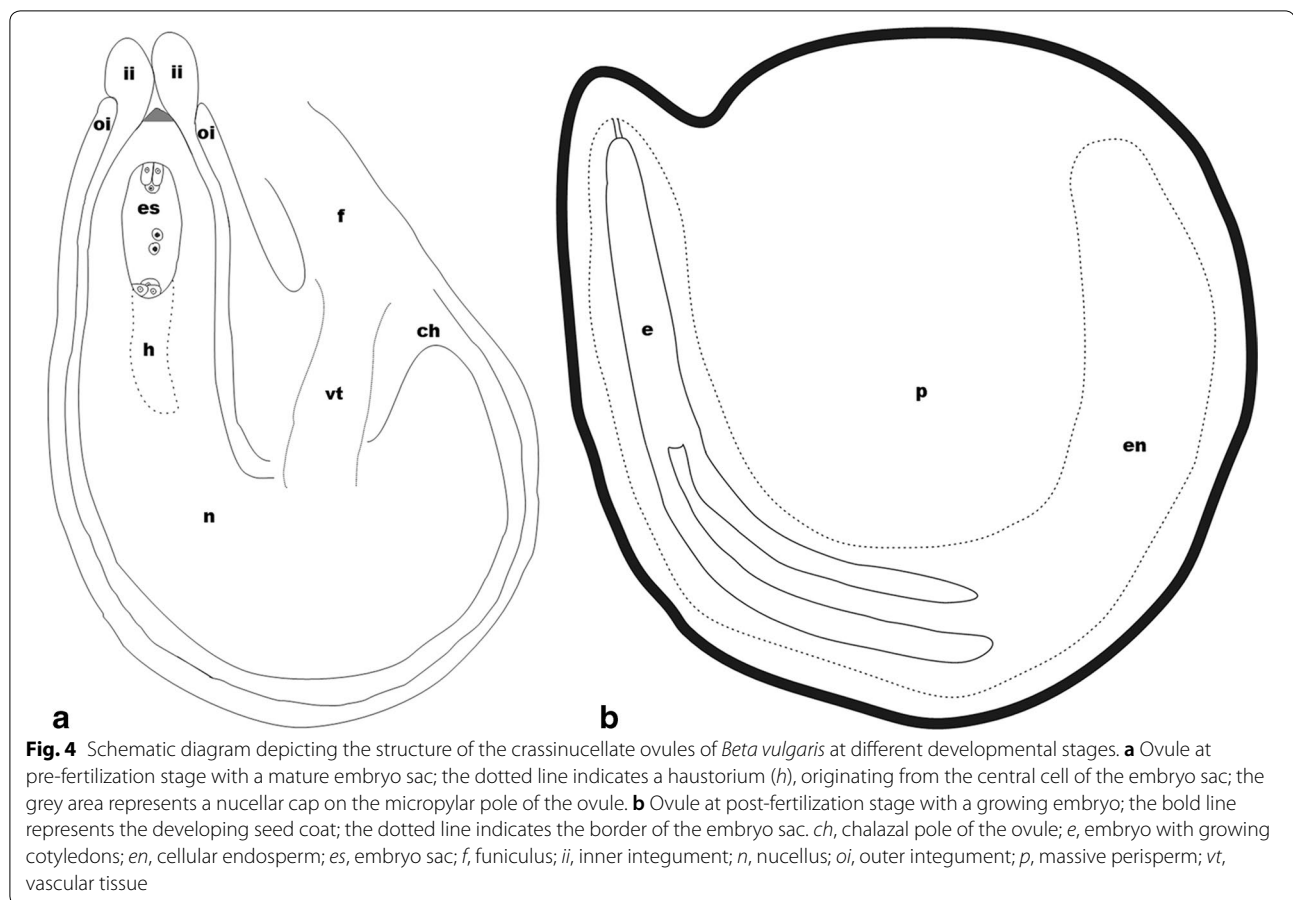 ii
ii
oi
oi
es
f
h
ch
vt
n
e
p
en
a
b
Fig. 4 Schematic diagram depicting the structure of the crassinucellate ovules of Beta vulgaris at different developmental stages. a Ovule at
pre-fertilization stage with a mature embryo sac; the dotted line indicates a haustorium (h), originating from the central cell of the embryo sac; the
grey area represents a nucellar cap on the micropylar pole of the ovule. b Ovule at post-fertilization stage with a growing embryo; the bold line
represents the developing seed coat; the dotted line indicates the border of the embryo sac. ch, chalazal pole of the ovule; e, embryo with growing
cotyledons; en, cellular endosperm; es, embryo sac; f, funiculus; ii, inner integument; n, nucellus; oi, outer integument; p, massive perisperm; vt,
vascular tissue